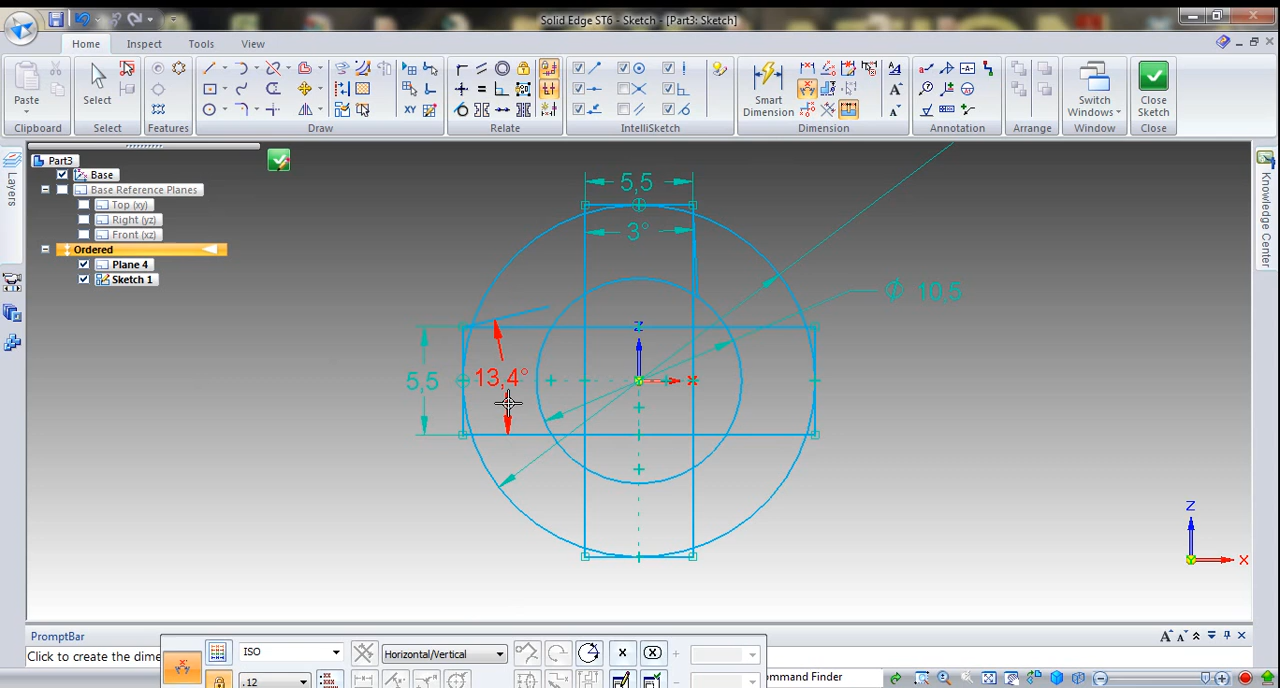 Solid Edge ST6 - Sketch - [Part3: Sketch]
Home Inspect Tools View
Paste Select Smart Dimension Switch Windows Close Sketch
Clipboard Select Features Draw Relate IntelliSketch Dimension Annotation Arrange Window Close
Layers
Part3
Base
Base Reference Planes
Top (xy)
Right (yz)
Front (xz)
Ordered
Plane 4
Sketch 1
5,5
3°
10,5
Z
5,5
13,4°
X
Z
X
Knowledge Center
PromptBar
Click to create the dime
ISO
Horizontal/Vertical
.12
ommand Finder